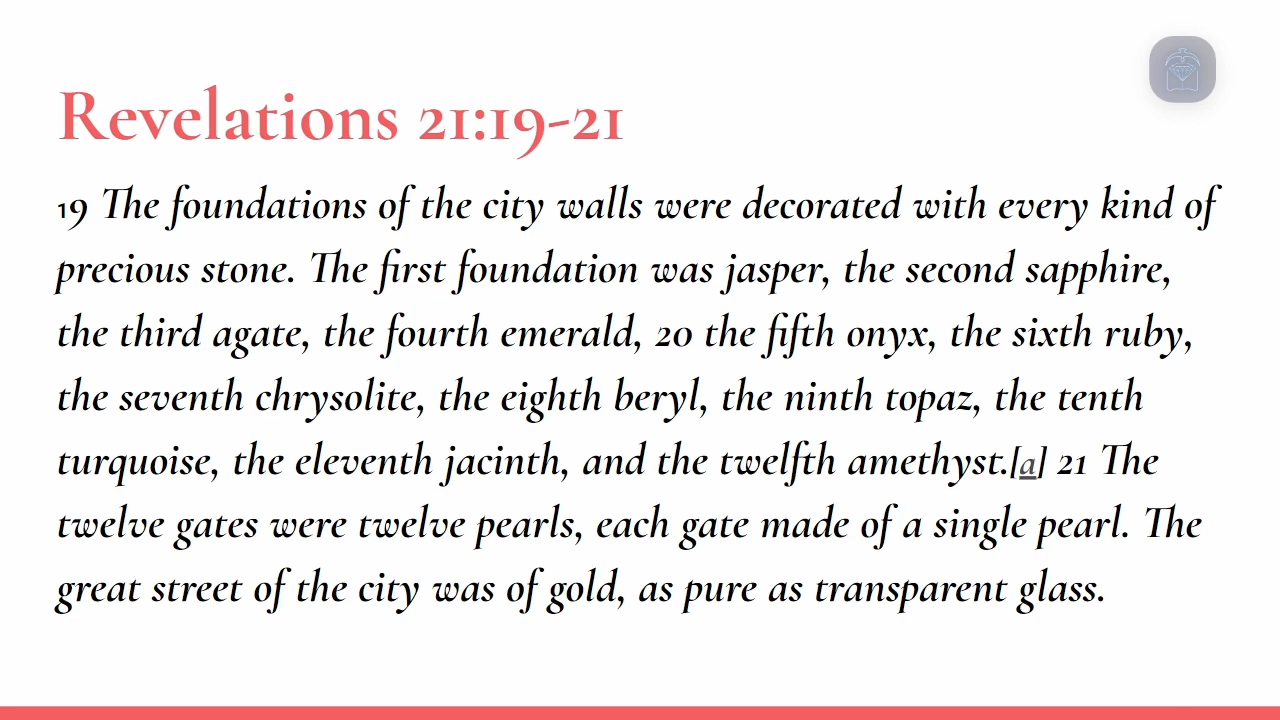 Revelations 21:19-21
19 The foundations of the city walls were decorated with every kind of
precious stone. The first foundation was jasper, the second sapphire,
the third agate, the fourth emerald, 20 the fifth onyx, the sixth ruby,
the seventh chrysolite, the eighth beryl, the ninth topaz, the tenth
turquoise, the eleventh jacinth, and the twelfth amethyst.[a] 21 The
twelve gates were twelve pearls, each gate made of a single pearl. The
great street of the city was of gold, as pure as transparent glass.